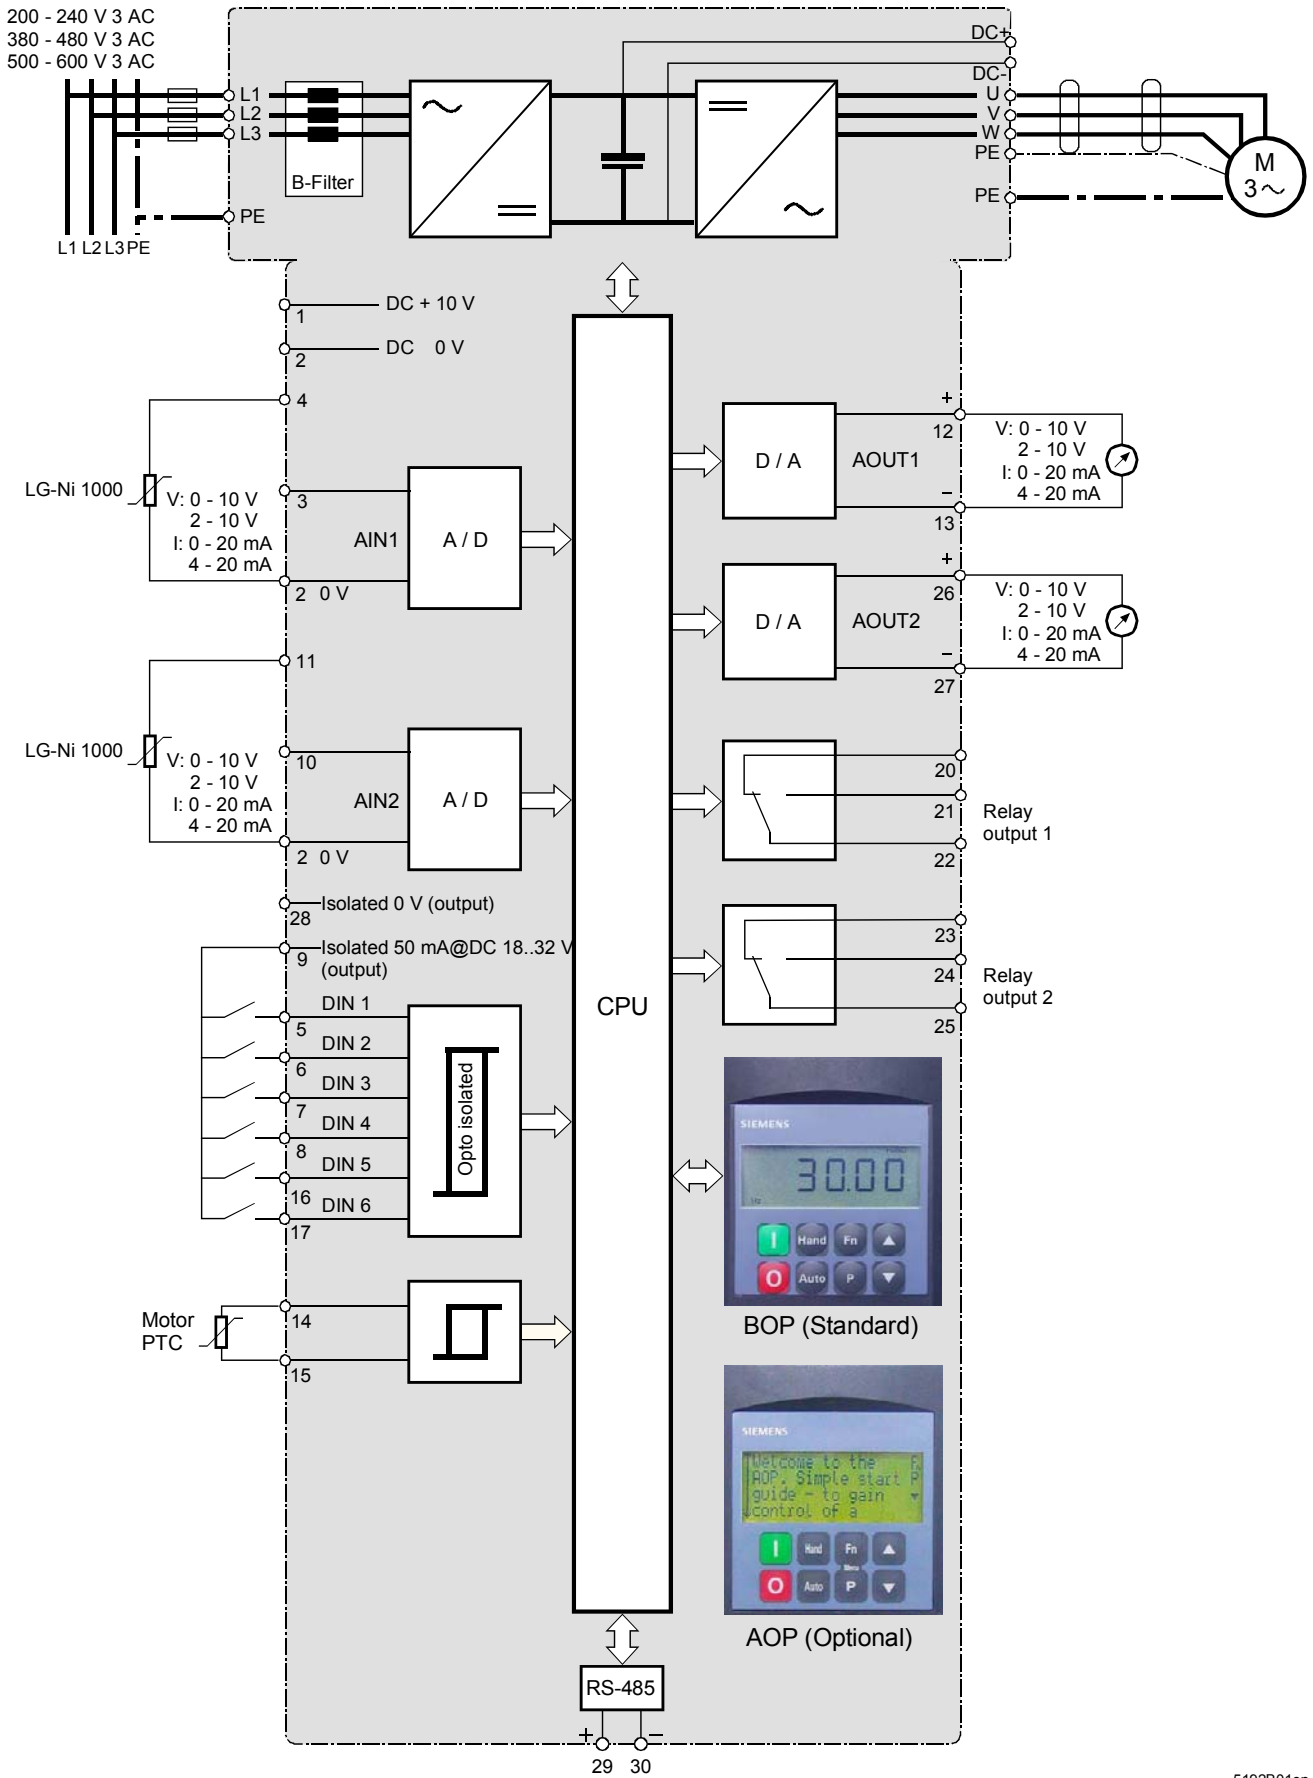 200 - 240 V 3 AC
380 - 480 V 3 AC
500 - 600 V 3 AC
DC+
DC-
L1
L2
L3
U
V
W
PE
M
3
B-Filter
PE
PE
L1 L2 L3 PE
1
DC + 10 V
2
DC 0 V
4
LG-Ni 1000
V: 0 - 10 V
2 - 10 V
I: 0 - 20 mA
4 - 20 mA
3
AIN1
A / D
2 0 V
11
LG-Ni 1000
V: 0 - 10 V
2 - 10 V
I: 0 - 20 mA
4 - 20 mA
10
AIN2
A / D
2 0 V
28
Isolated 0 V (output)
9
Isolated 50 mA@DC 18..32 V
(output)
DIN 1
5
DIN 2
6
DIN 3
7
DIN 4
8
DIN 5
16
DIN 6
17
Opto isolated
Motor
PTC
14
15
CPU
D / A
AOUT1
+
12
−
13
V: 0 - 10 V
2 - 10 V
I: 0 - 20 mA
4 - 20 mA
D / A
AOUT2
+
26
−
27
V: 0 - 10 V
2 - 10 V
I: 0 - 20 mA
4 - 20 mA
20
21
22
Relay
output 1
23
24
25
Relay
output 2
SIEMENS
30.00
Hz
I Hand Fn
O Auto P
BOP (Standard)
SIEMENS
Welcome to the
AOP. Simple start P
guide - to gain
control of a
I Hand Fn
Menu
O Auto P
AOP (Optional)
RS-485
+ −
29 30